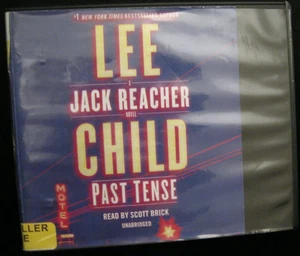 #1 NEW YORK TIMES BESTSELLING AUTHOR
LEE
A
JACK REACHER
NOVEL
CHILD
PAST TENSE
READ BY SCOTT BRICK
UNABRIDGED
MOTEL
LLER
E